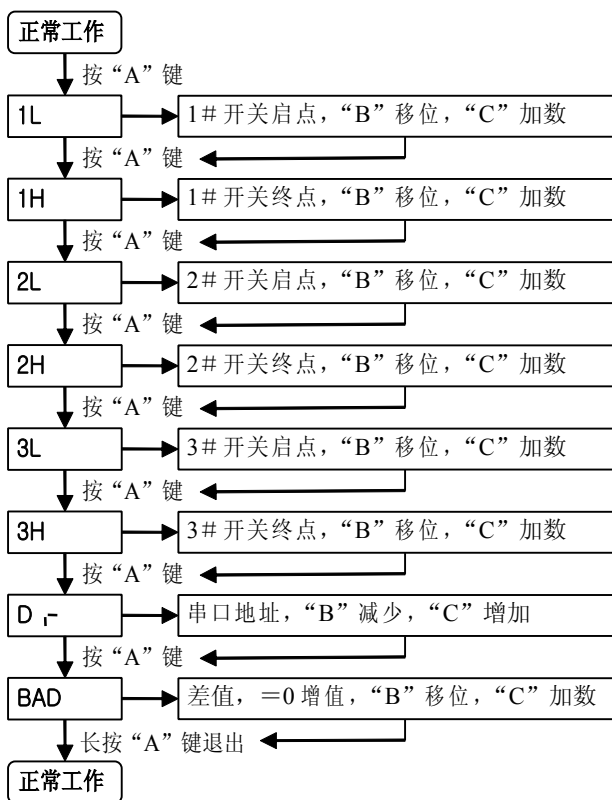 正常工作
按“A”键
1L 1＃开关启点，“B”移位，“C”加数
按“A”键
1H 1＃开关终点，“B”移位，“C”加数
按“A”键
2L 2＃开关启点，“B”移位，“C”加数
按“A”键
2H 2＃开关终点，“B”移位，“C”加数
按“A”键
3L 3＃开关启点，“B”移位，“C”加数
按“A”键
3H 3＃开关终点，“B”移位，“C”加数
按“A”键
D ı- 串口地址，“B”减少，“C”增加
按“A”键
BAD 差值，＝0 增值，“B”移位，“C”加数
长按“A”键退出
正常工作